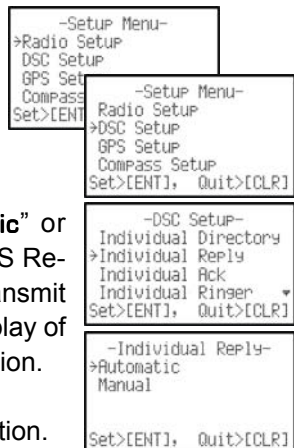 -Setup Menu-
→Radio Setup
DSC Setup
GPS Set
Compass
Set>[ENT
-Setup Menu-
Radio Setup
→DSC Setup
GPS Setup
Compass Setup
Set>[ENT], Quit>[CLR]
ic” or
S Re-
ansmit
lay of
ion.
tion.
-DSC Setup-
Individual Directory
→Individual Reply
Individual Ack
Individual Ringer ▼
Set>[ENT], Quit>[CLR]
-Individual Reply-
→Automatic
Manual
Set>[ENT], Quit>[CLR]